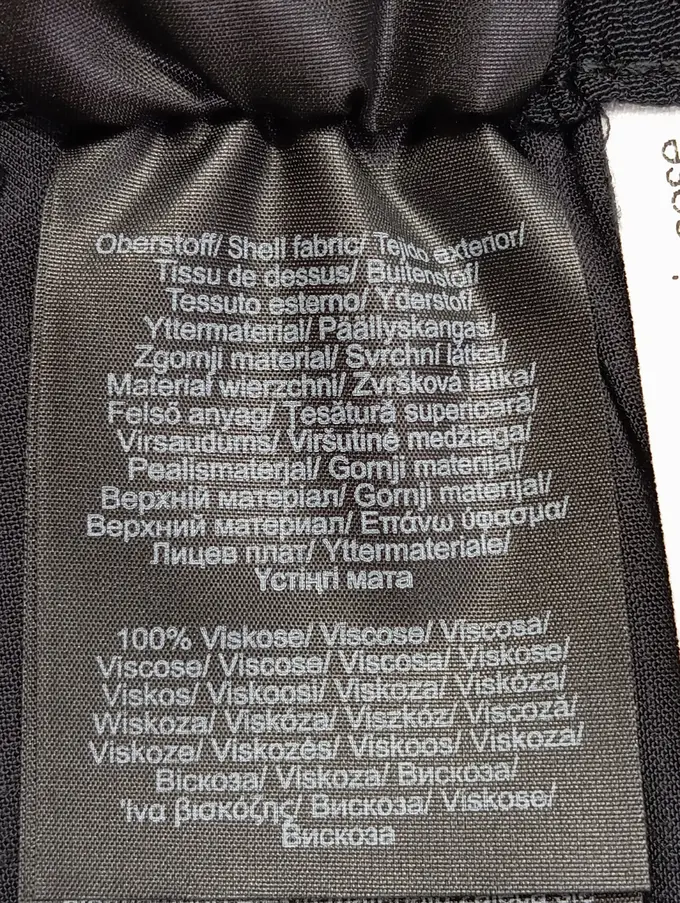 Oberstoff/ Shell fabric/ Tejido exterior/
Tissu de dessus/ Buitenstof/
Tessuto esterno/ Yderstof/
Yttermaterial/ Päällyskangas/
Zgornji material/ Svrchní látka/
Materiał wierzchni/ Zvršková látka/
Felső anyag/ Țesătură superioară/
Virsaudums/ Viršutinė medžiaga/
Pealismaterjal/ Gornji materijal/
Верхній матеріал/ Gornji materijal/
Верхний материал/ Επάνω ύφασμα/
Лицев плат/ Yttermateriale/
Үстіңгі мата
100% Viskose/ Viscose/ Viscosa/
Viscose/ Viscose/ Viscosa/ Viskose/
Viskos/ Viskoosi/ Viskoza/ Viskóza/
Wiskoza/ Viskóza/ Viszkóz/ Viscoză/
Viskoze/ Viskozės/ Viskoos/ Viskoza/
Віскоза/ Viskoza/ Вискоза/
Ίνα βισκόζης/ Вискоза/ Viskose/
Вискоза